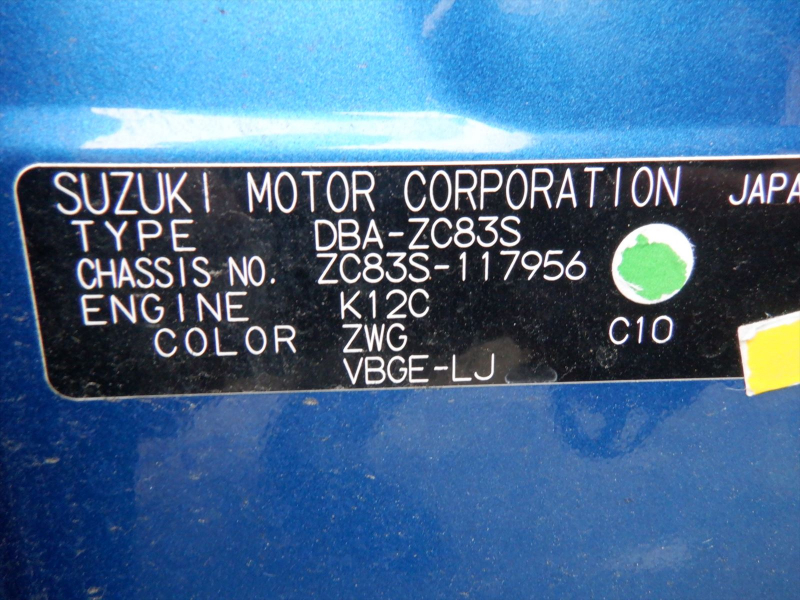 SUZUKI MOTOR CORPORATION JAPA
TYPE DBA-ZC83S
CHASSIS NO. ZC83S-117956
ENGINE K12C
COLOR ZWG C10
VBGE-LJ